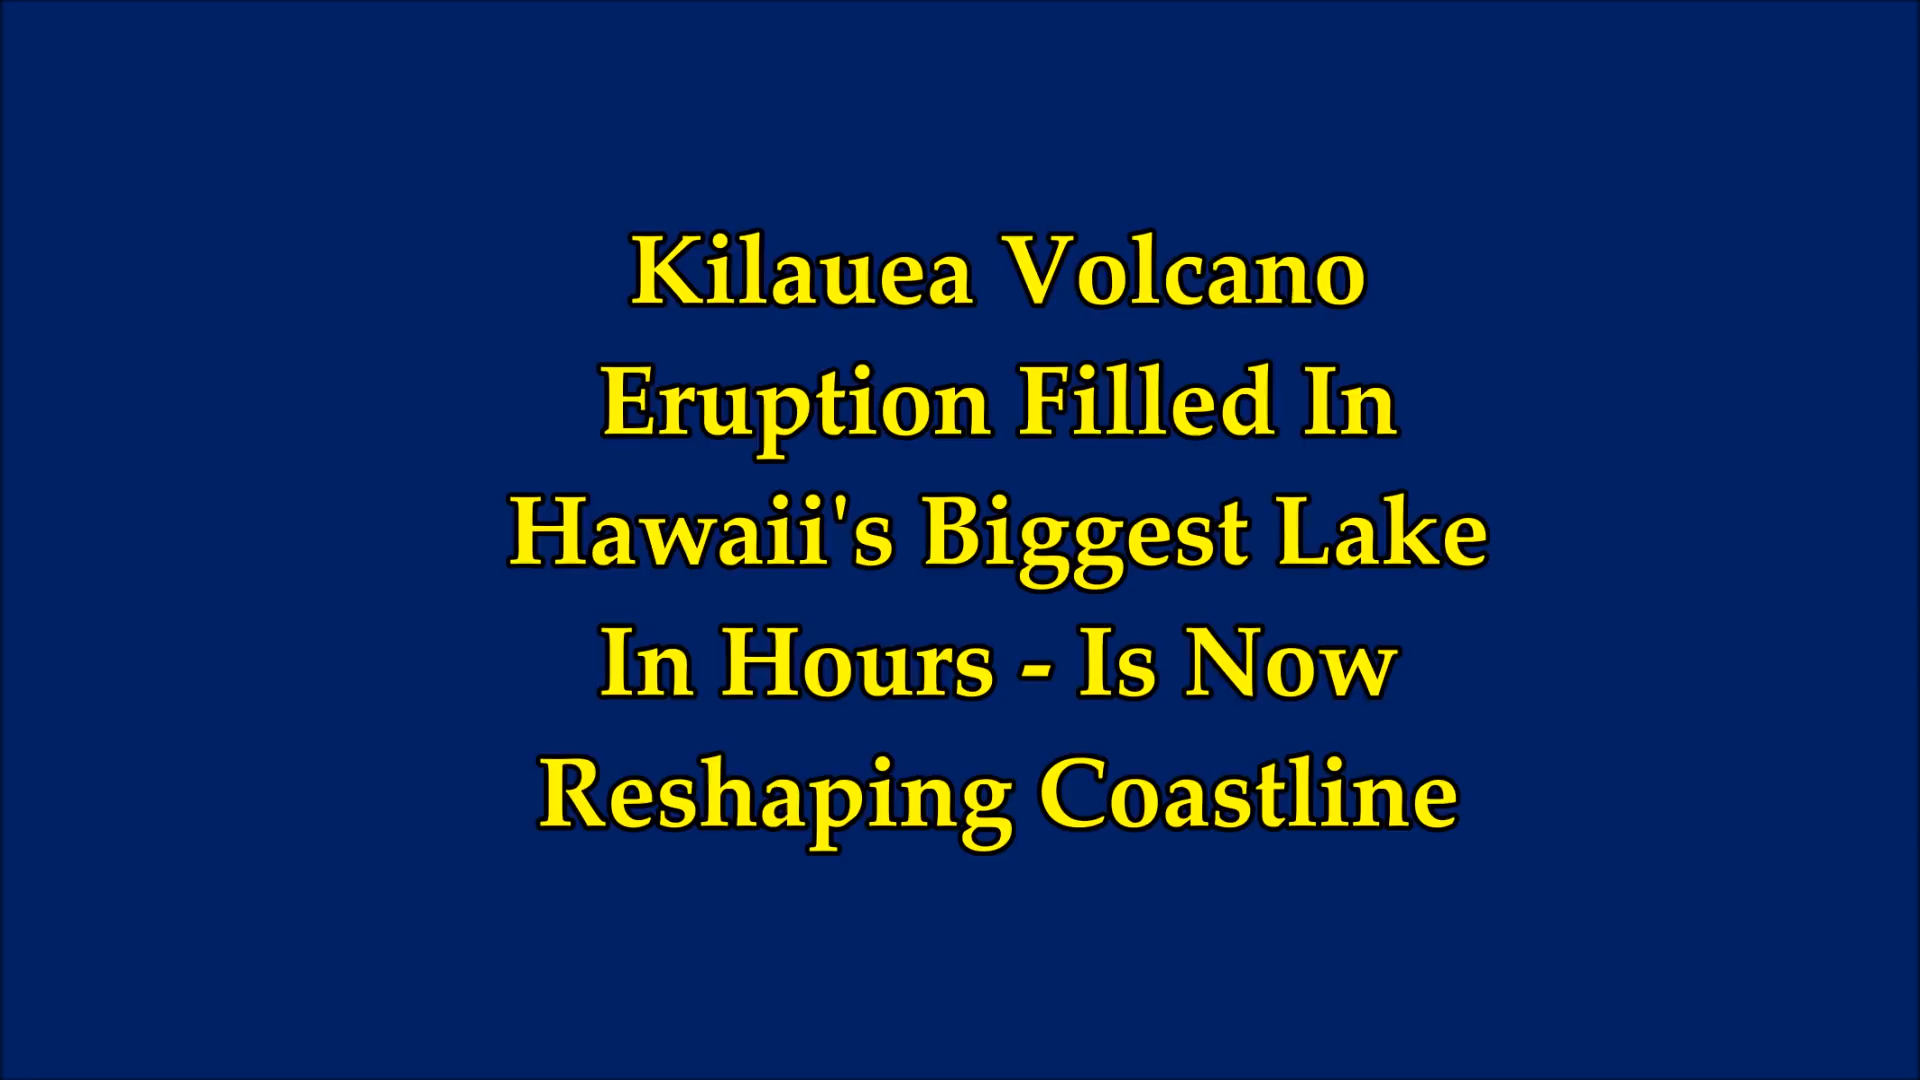 Kilauea Volcano
Eruption Filled In
Hawaii's Biggest Lake
In Hours - Is Now
Reshaping Coastline